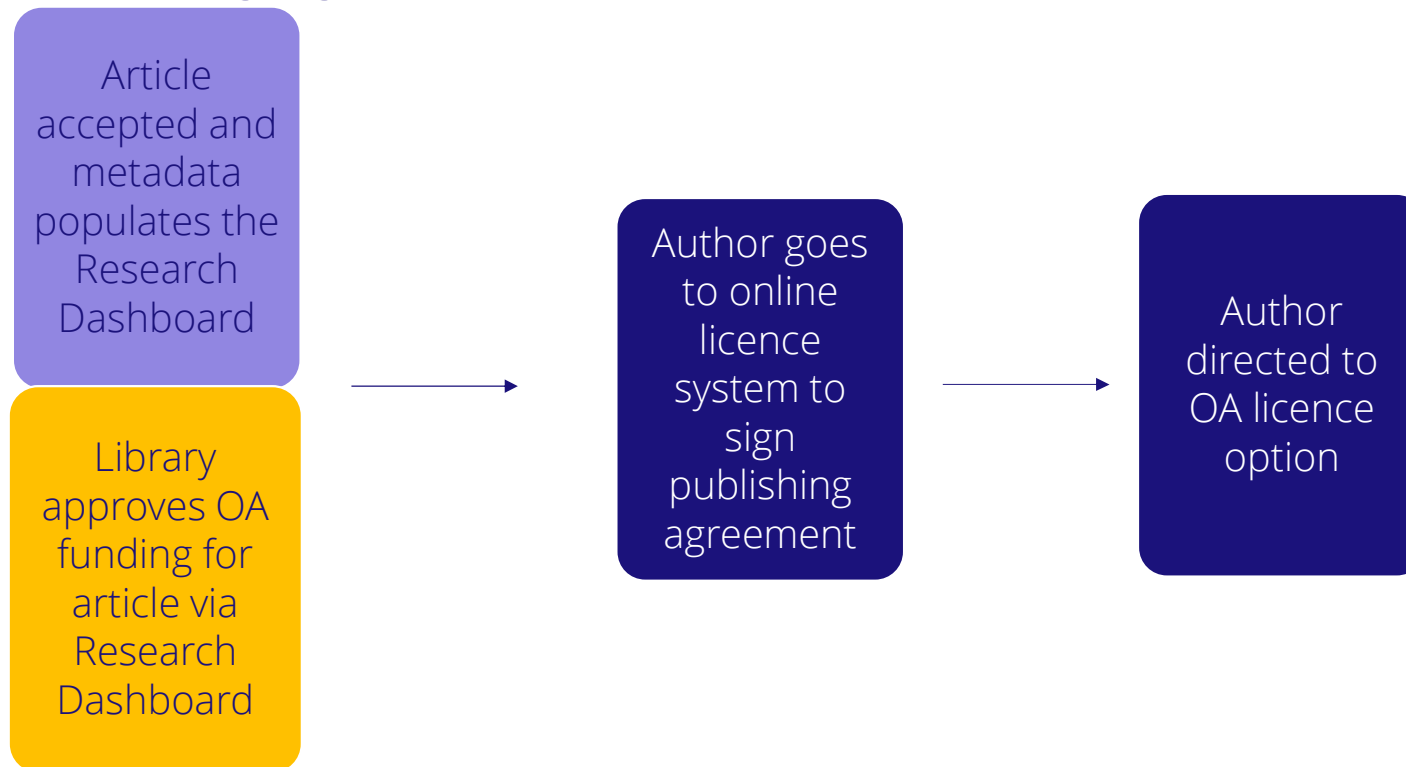 Article
accepted and
metadata
populates the
Research
Dashboard
Library
approves OA
funding for
article via
Research
Dashboard
Author goes
to online
licence
system to
sign
publishing
agreement
Author
directed to
OA licence
option